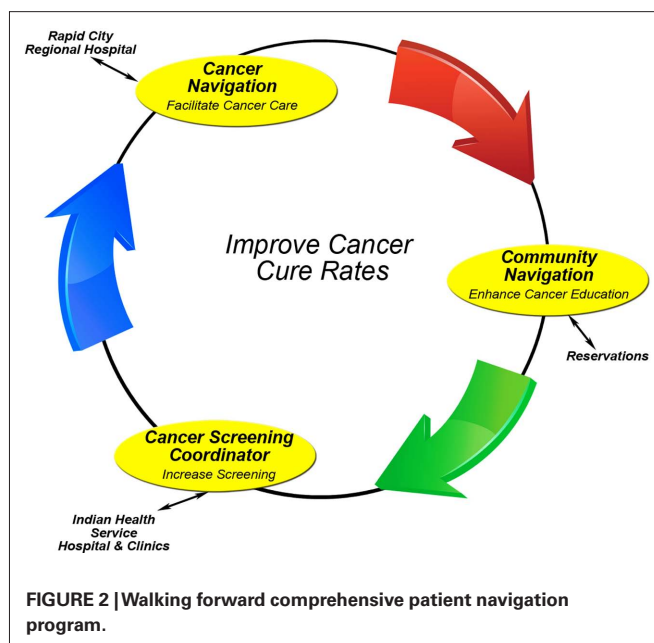 Rapid City
Regional Hospital
Cancer
Navigation
Facilitate Cancer Care
Improve Cancer
Cure Rates
Community
Navigation
Enhance Cancer Education
Reservations
Cancer Screening
Coordinator
Increase Screening
Indian Health
Service
Hospital & Clinics
FIGURE 2 | Walking forward comprehensive patient navigation
program.